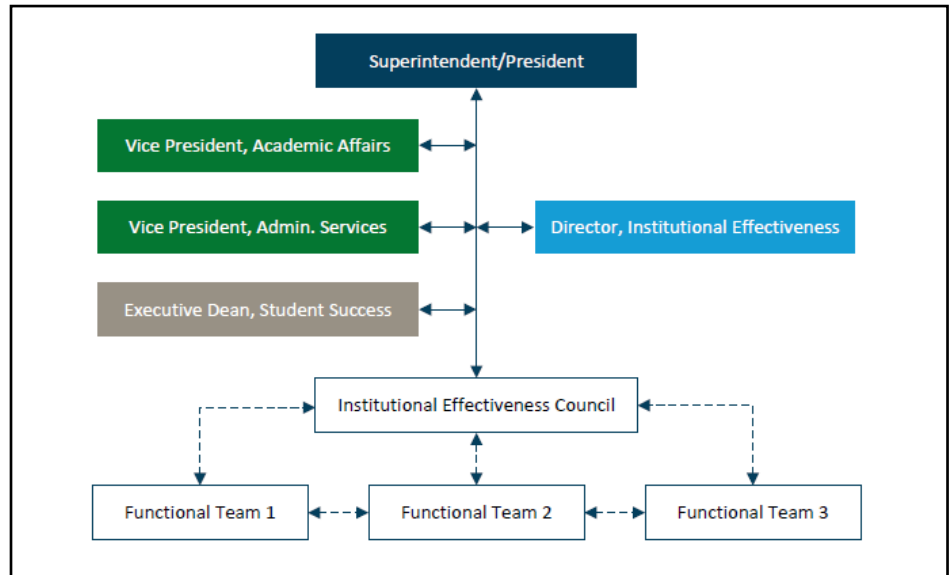 Superintendent/President
Vice President, Academic Affairs
Vice President, Admin. Services
Director, Institutional Effectiveness
Executive Dean, Student Success
Institutional Effectiveness Council
Functional Team 1
Functional Team 2
Functional Team 3